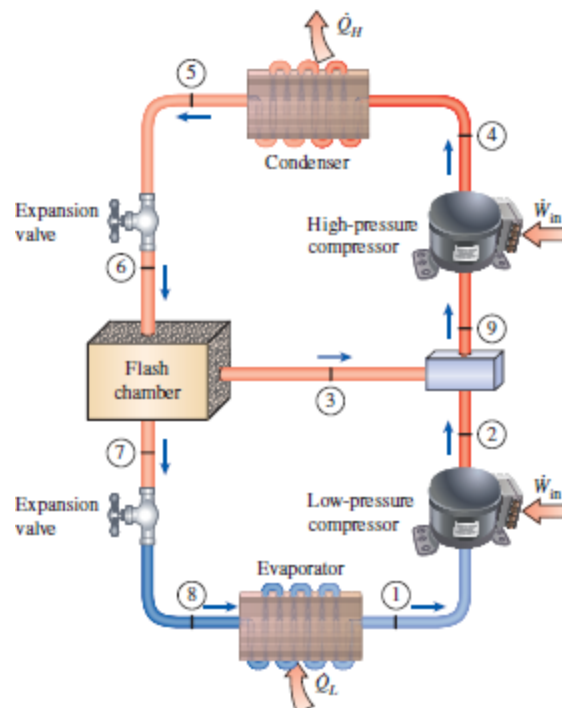 Q̇H
5
Condenser
4
Expansion
valve
High-pressure
compressor
Ẇin
6
9
Flash
chamber
3
7
2
Expansion
valve
Low-pressure
compressor
Ẇin
Evaporator
8
1
Q̇L